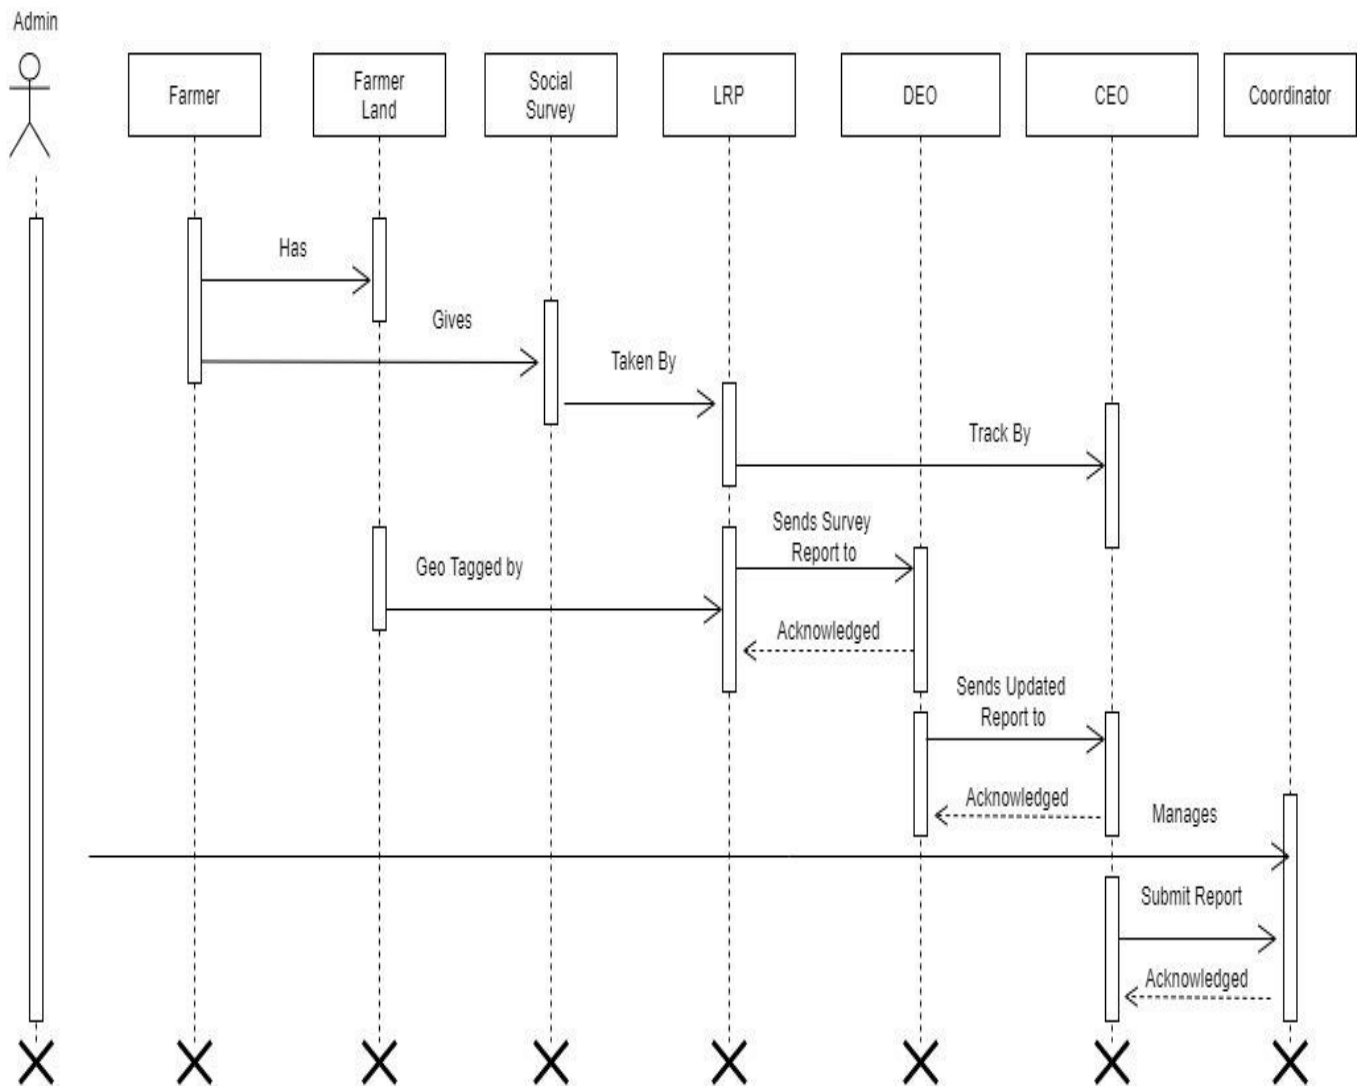 Admin
Farmer
Farmer
Land
Social
Survey
LRP
DEO
CEO
Coordinator
Has
Gives
Taken By
Track By
Sends Survey
Report to
Geo Tagged by
Acknowledged
Sends Updated
Report to
Acknowledged
Manages
Submit Report
Acknowledged